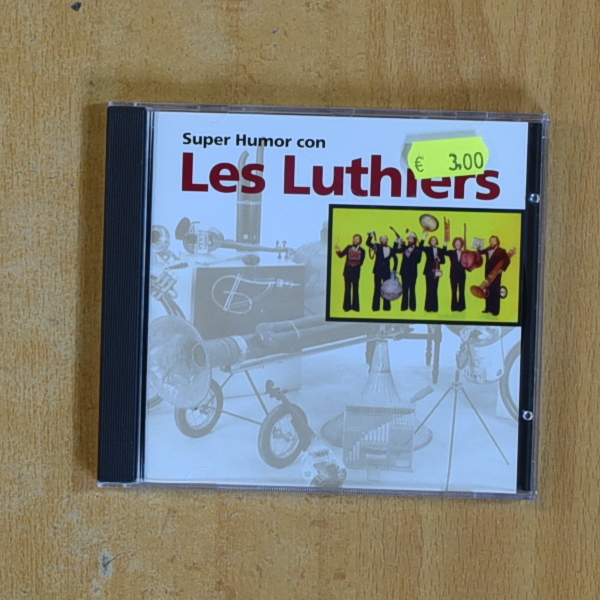 Super Humor con
Les Luthiers
€ 3,00